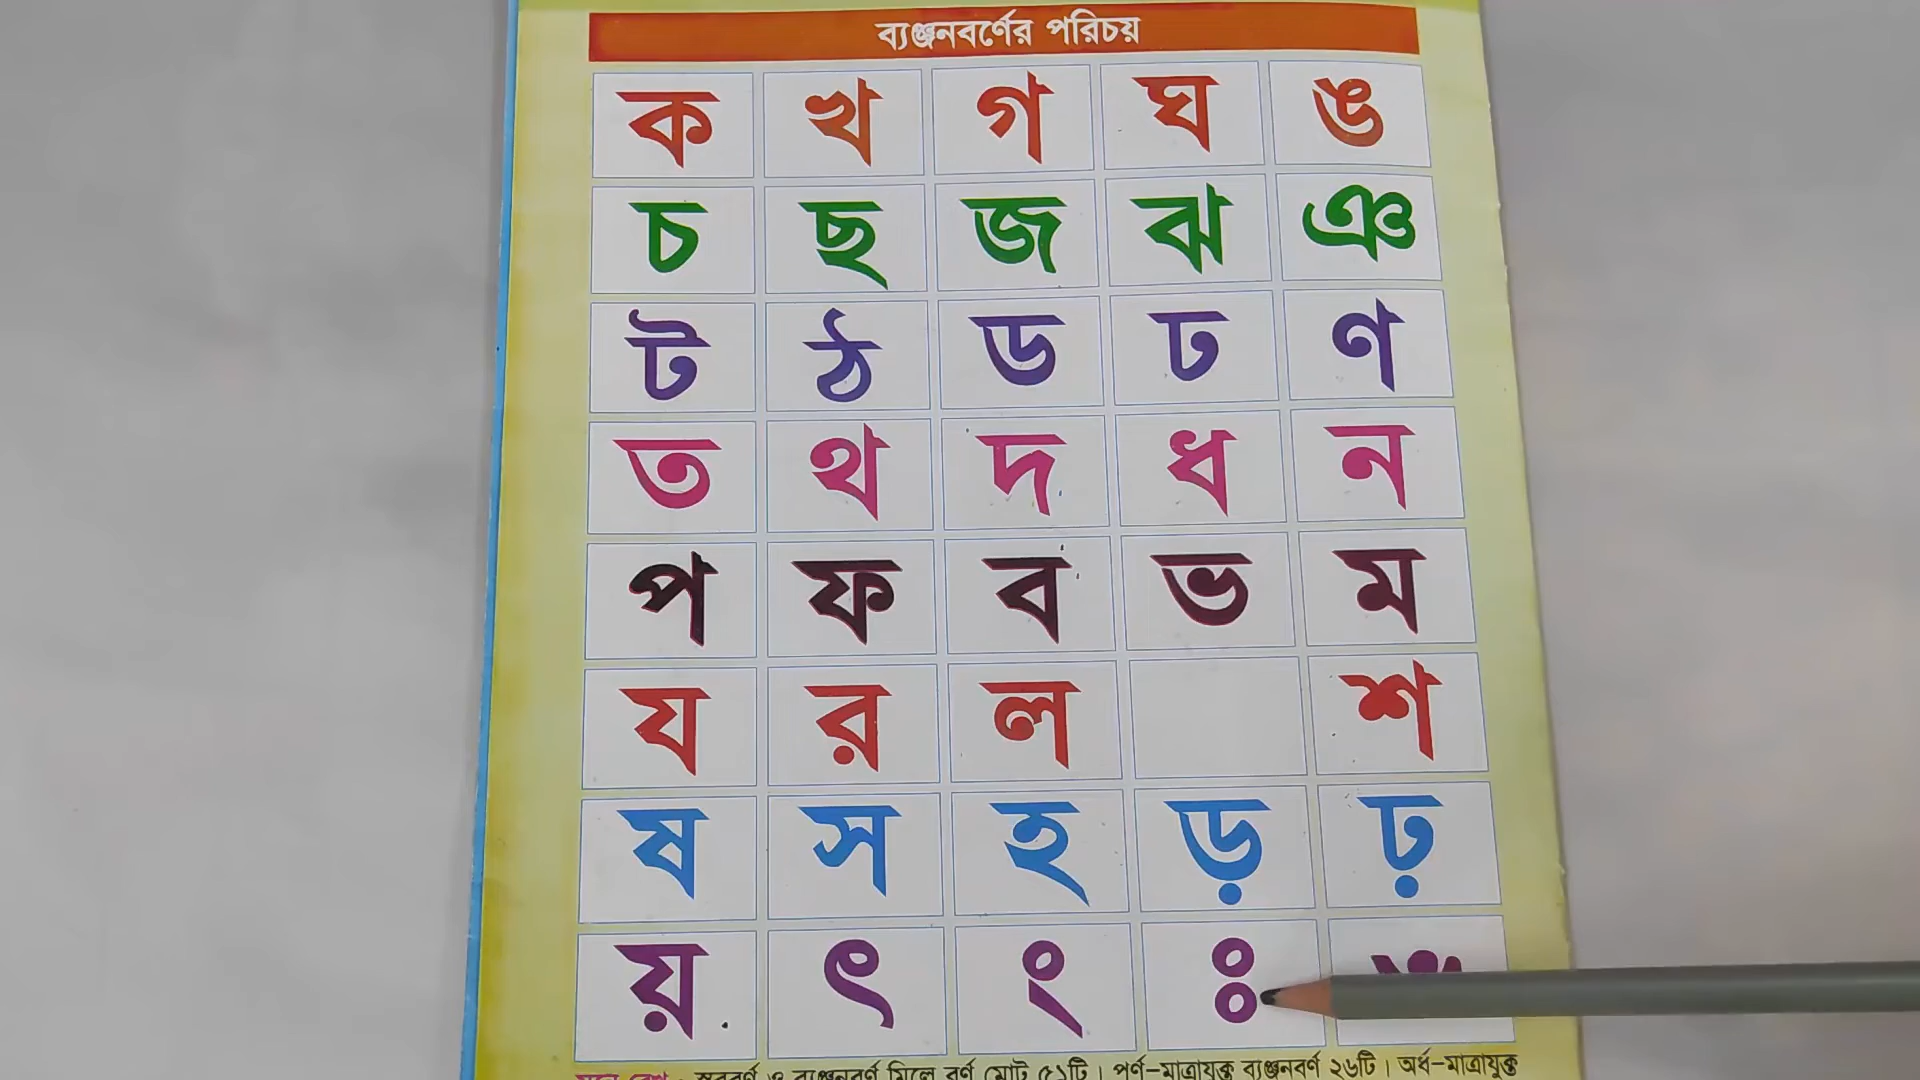 ব্যঞ্জনবর্ণের পরিচয়
ক খ গ ঘ ঙ
চ ছ জ ঝ ঞ
ট ঠ ড ঢ ণ
ত থ দ ধ ন
প ফ ব ভ ম
য র ল শ
ষ স হ ড় ঢ়
য় ৎ ং ঃ
স্বরবর্ণ ও ব্যঞ্জনবর্ণ মিলে বর্ণ মোট ৫১টি। পূর্ণ-মাত্রাযুক্ত ব্যঞ্জনবর্ণ ২৬টি। অর্ধ-মাত্রাযুক্ত